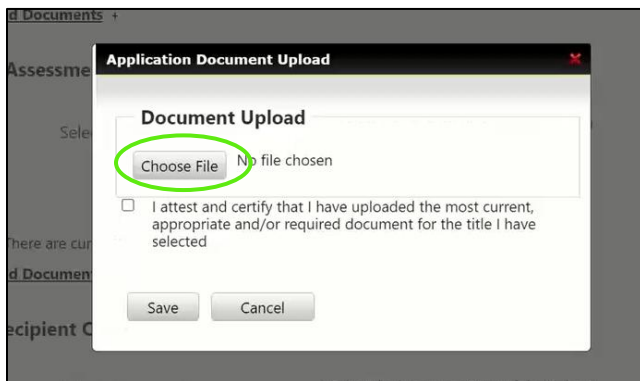 d Documents +
Application Document Upload
Assessme
Document Upload
Sele
Choose File No file chosen
I attest and certify that I have uploaded the most current,
appropriate and/or required document for the title I have
selected
There are cur
d Documen
Save Cancel
ecipient C